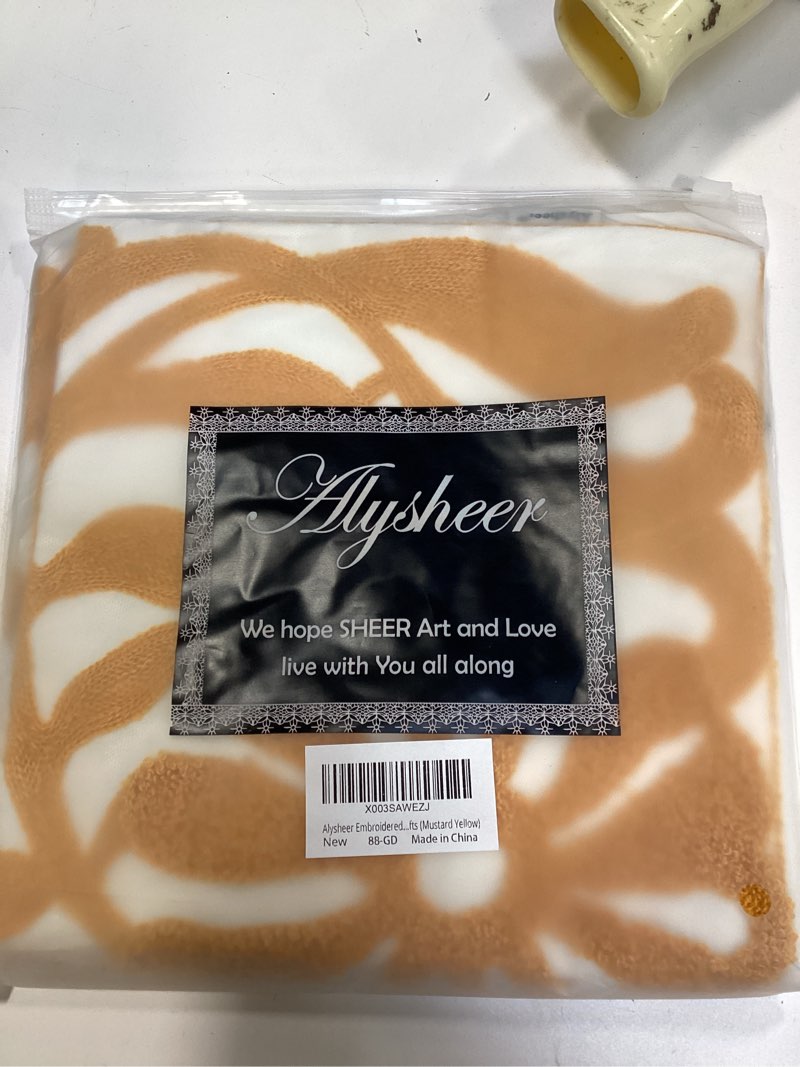 Alysheer
We hope SHEER Art and Love
live with You all along
X003SAWEZJ
Alysheer Embroidered...fts (Mustard Yellow)
New 88-GD Made in China